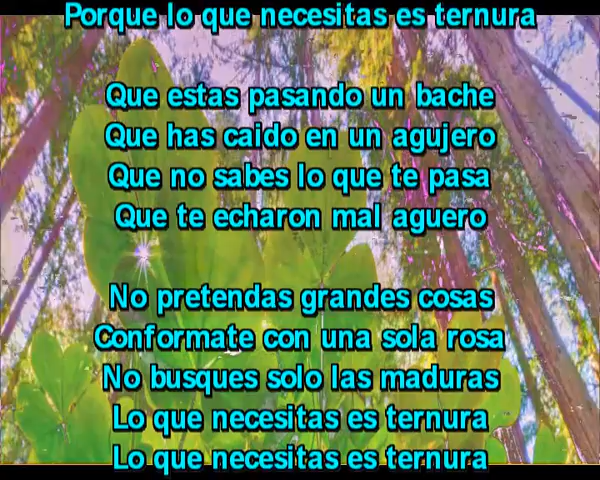 Porque lo que necesitas es ternura
Que estas pasando un bache
Que has caido en un agujero
Que no sabes lo que te pasa
Que te echaron mal aguero
No pretendas grandes cosas
Conformate con una sola rosa
No busques solo las maduras
Lo que necesitas es ternura
Lo que necesitas es ternura